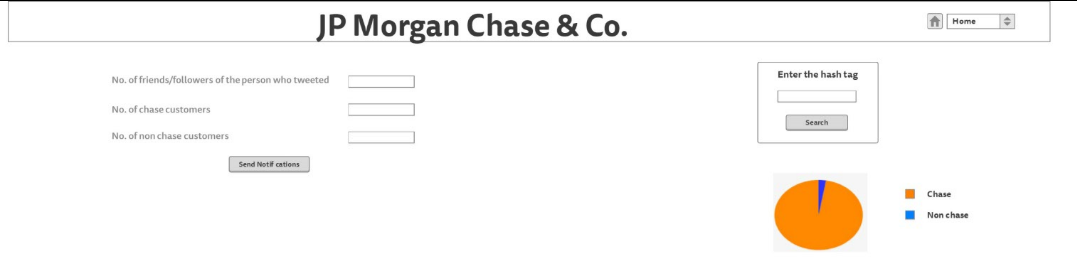 JP Morgan Chase & Co.
Home
No. of friends/followers of the person who tweeted
No. of chase customers
No. of non chase customers
Send Notif cations
Enter the hash tag
Search
Chase
Non chase